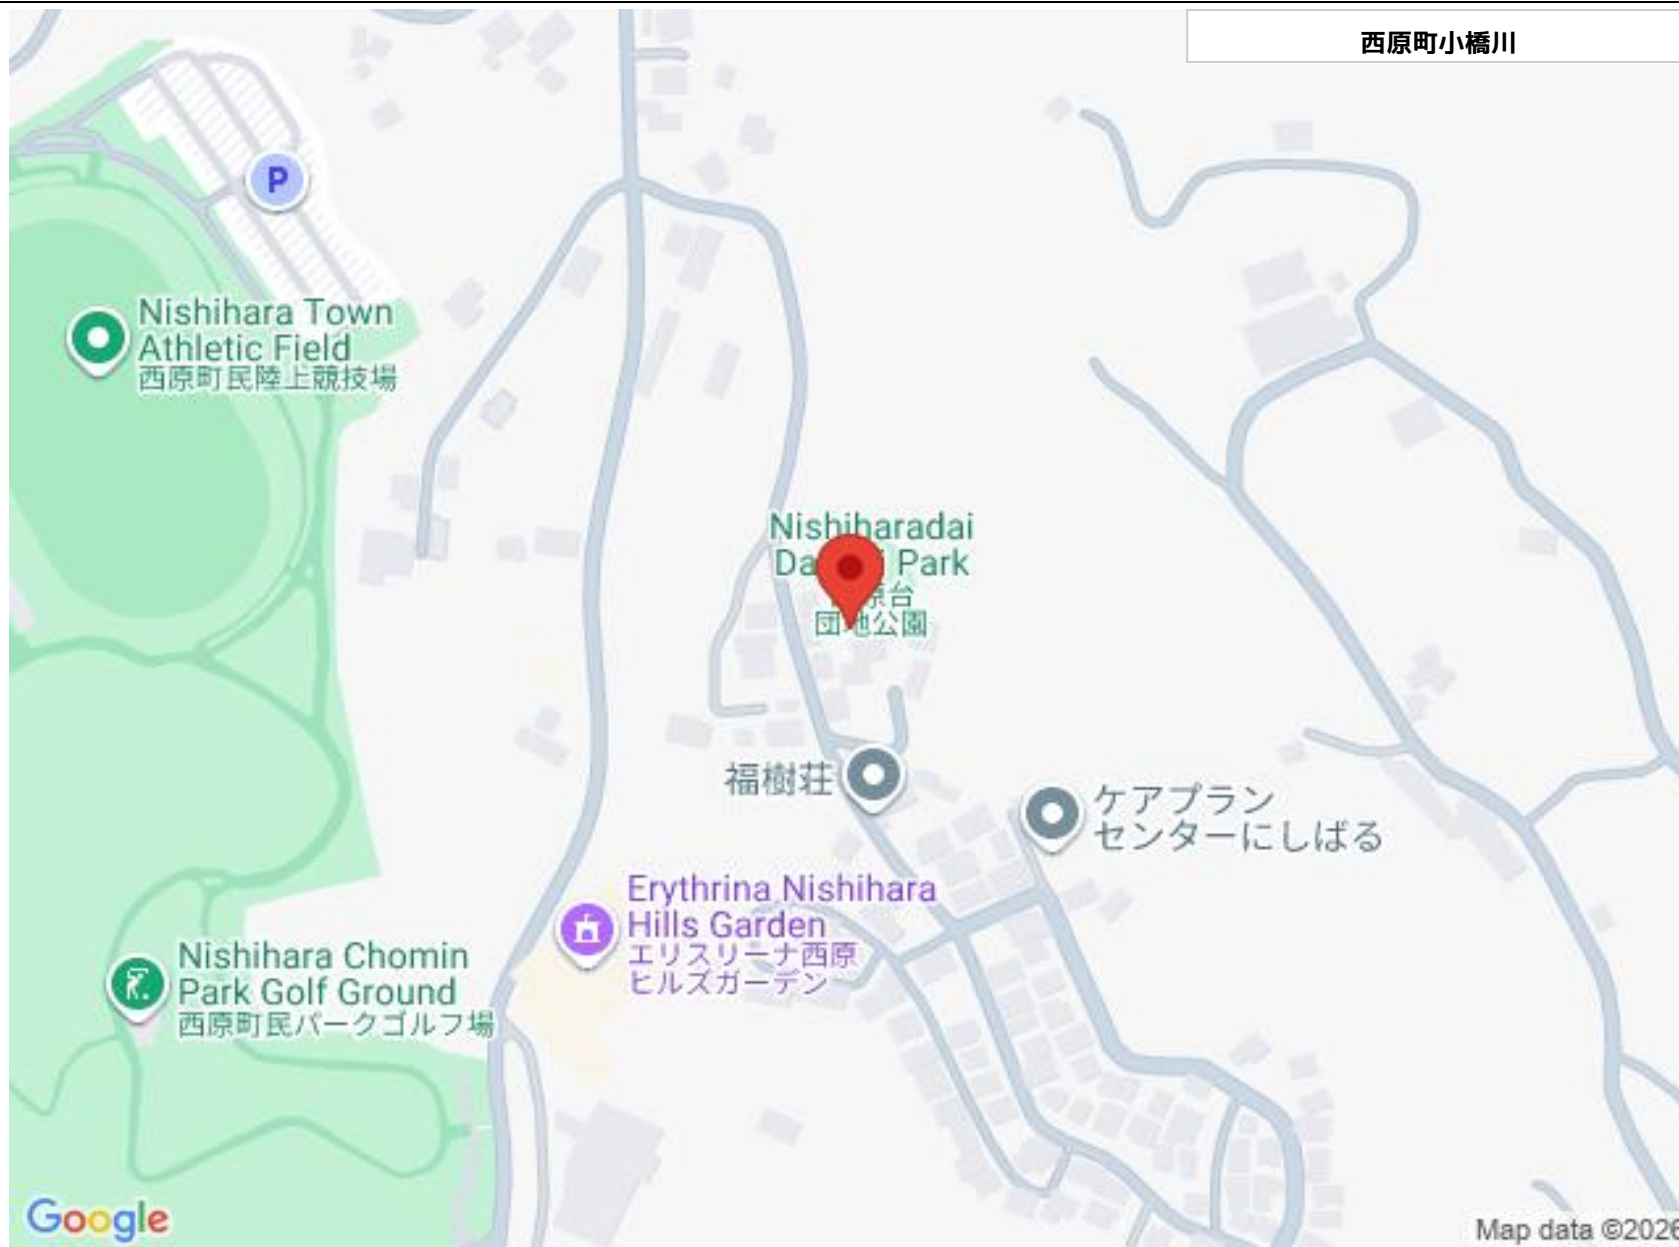 西原町小橋川
P
Nishihara Town
Athletic Field
西原町民陸上競技場
Nishiharadai
Park
団地公園
福樹荘
ケアプラン
センターにしばる
Erythrina Nishihara
Hills Garden
エリスリーナ西原
ヒルズガーデン
Nishihara Chomin
Park Golf Ground
西原町民パークゴルフ場
Google
Map data ©2026